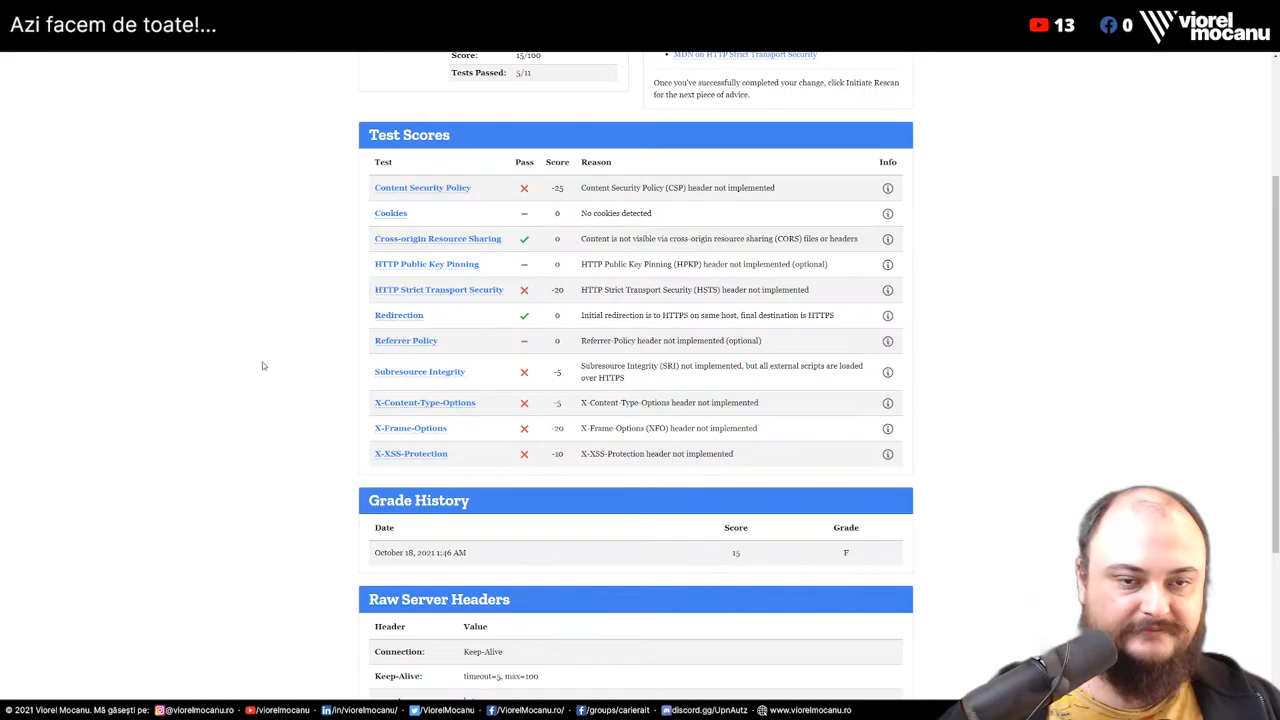 Azi facem de toate!...
13
0
viorel
mocanu
Score: 15/100
Tests Passed: 5/11
MDN on HTTP Strict Transport Security
Once you've successfully completed your change, click Initiate Rescan
for the next piece of advice.
Test Scores
Test Pass Score Reason Info
Content Security Policy -25 Content Security Policy (CSP) header not implemented
Cookies – 0 No cookies detected
Cross-origin Resource Sharing 0 Content is not visible via cross-origin resource sharing (CORS) files or headers
HTTP Public Key Pinning – 0 HTTP Public Key Pinning (HPKP) header not implemented (optional)
HTTP Strict Transport Security -20 HTTP Strict Transport Security (HSTS) header not implemented
Redirection 0 Initial redirection is to HTTPS on same host, final destination is HTTPS
Referrer Policy – 0 Referrer-Policy header not implemented (optional)
Subresource Integrity -5 Subresource Integrity (SRI) not implemented, but all external scripts are loaded
over HTTPS
X-Content-Type-Options -5 X-Content-Type-Options header not implemented
X-Frame-Options -20 X-Frame-Options (XFO) header not implemented
X-XSS-Protection -10 X-XSS-Protection header not implemented
Grade History
Date Score Grade
October 18, 2021 1:46 AM 15 F
Raw Server Headers
Header Value
Connection: Keep-Alive
Keep-Alive: timeout=5, max=100
© 2021 Viorel Mocanu. Mă găsești pe: @viorelmocanu.ro /viorelmocanu /in/viorelmocanu/ /ViorelMocanu /ViorelMocanu.ro/ /groups/carierait discord.gg/UpnAutz www.viorelmocanu.ro